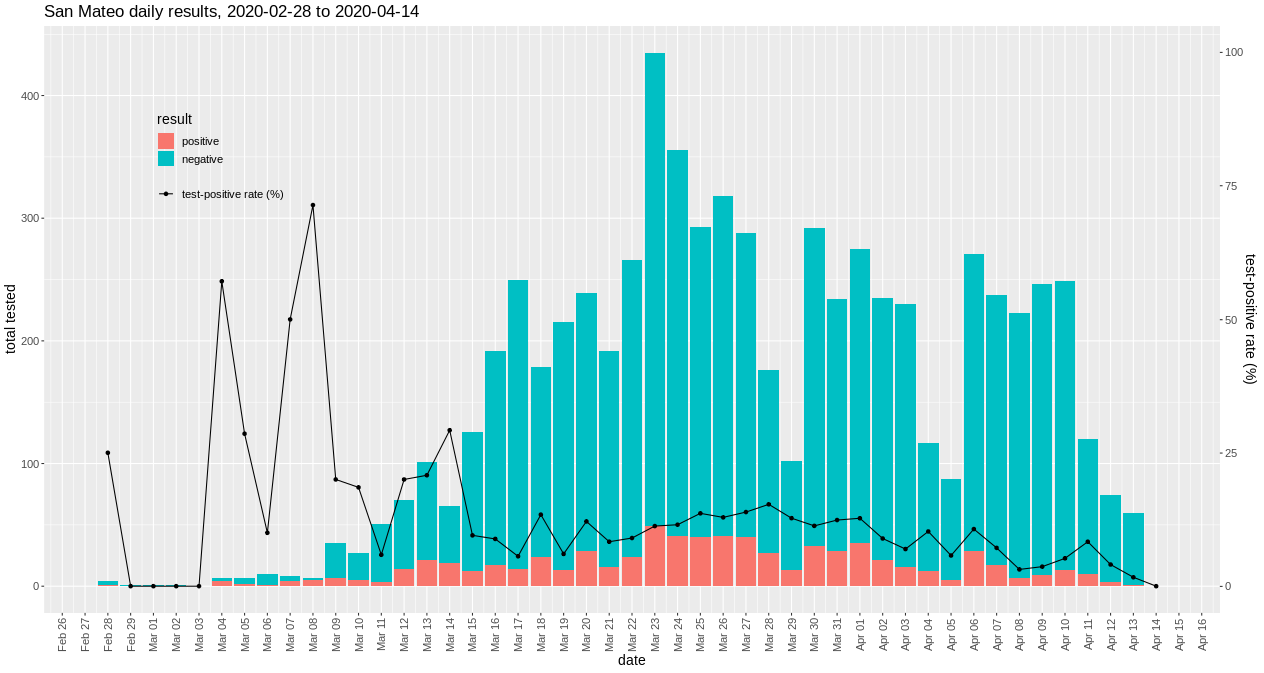 San Mateo daily results, 2020-02-28 to 2020-04-14
total tested
400
300
200
100
0
result
positive
negative
test-positive rate (%)
100
75
50
25
0
test-positive rate (%)
Feb 26
Feb 27
Feb 28
Feb 29
Mar 01
Mar 02
Mar 03
Mar 04
Mar 05
Mar 06
Mar 07
Mar 08
Mar 09
Mar 10
Mar 11
Mar 12
Mar 13
Mar 14
Mar 15
Mar 16
Mar 17
Mar 18
Mar 19
Mar 20
Mar 21
Mar 22
Mar 23
Mar 24
Mar 25
Mar 26
Mar 27
Mar 28
Mar 29
Mar 30
Mar 31
Apr 01
Apr 02
Apr 03
Apr 04
Apr 05
Apr 06
Apr 07
Apr 08
Apr 09
Apr 10
Apr 11
Apr 12
Apr 13
Apr 14
Apr 15
Apr 16
date